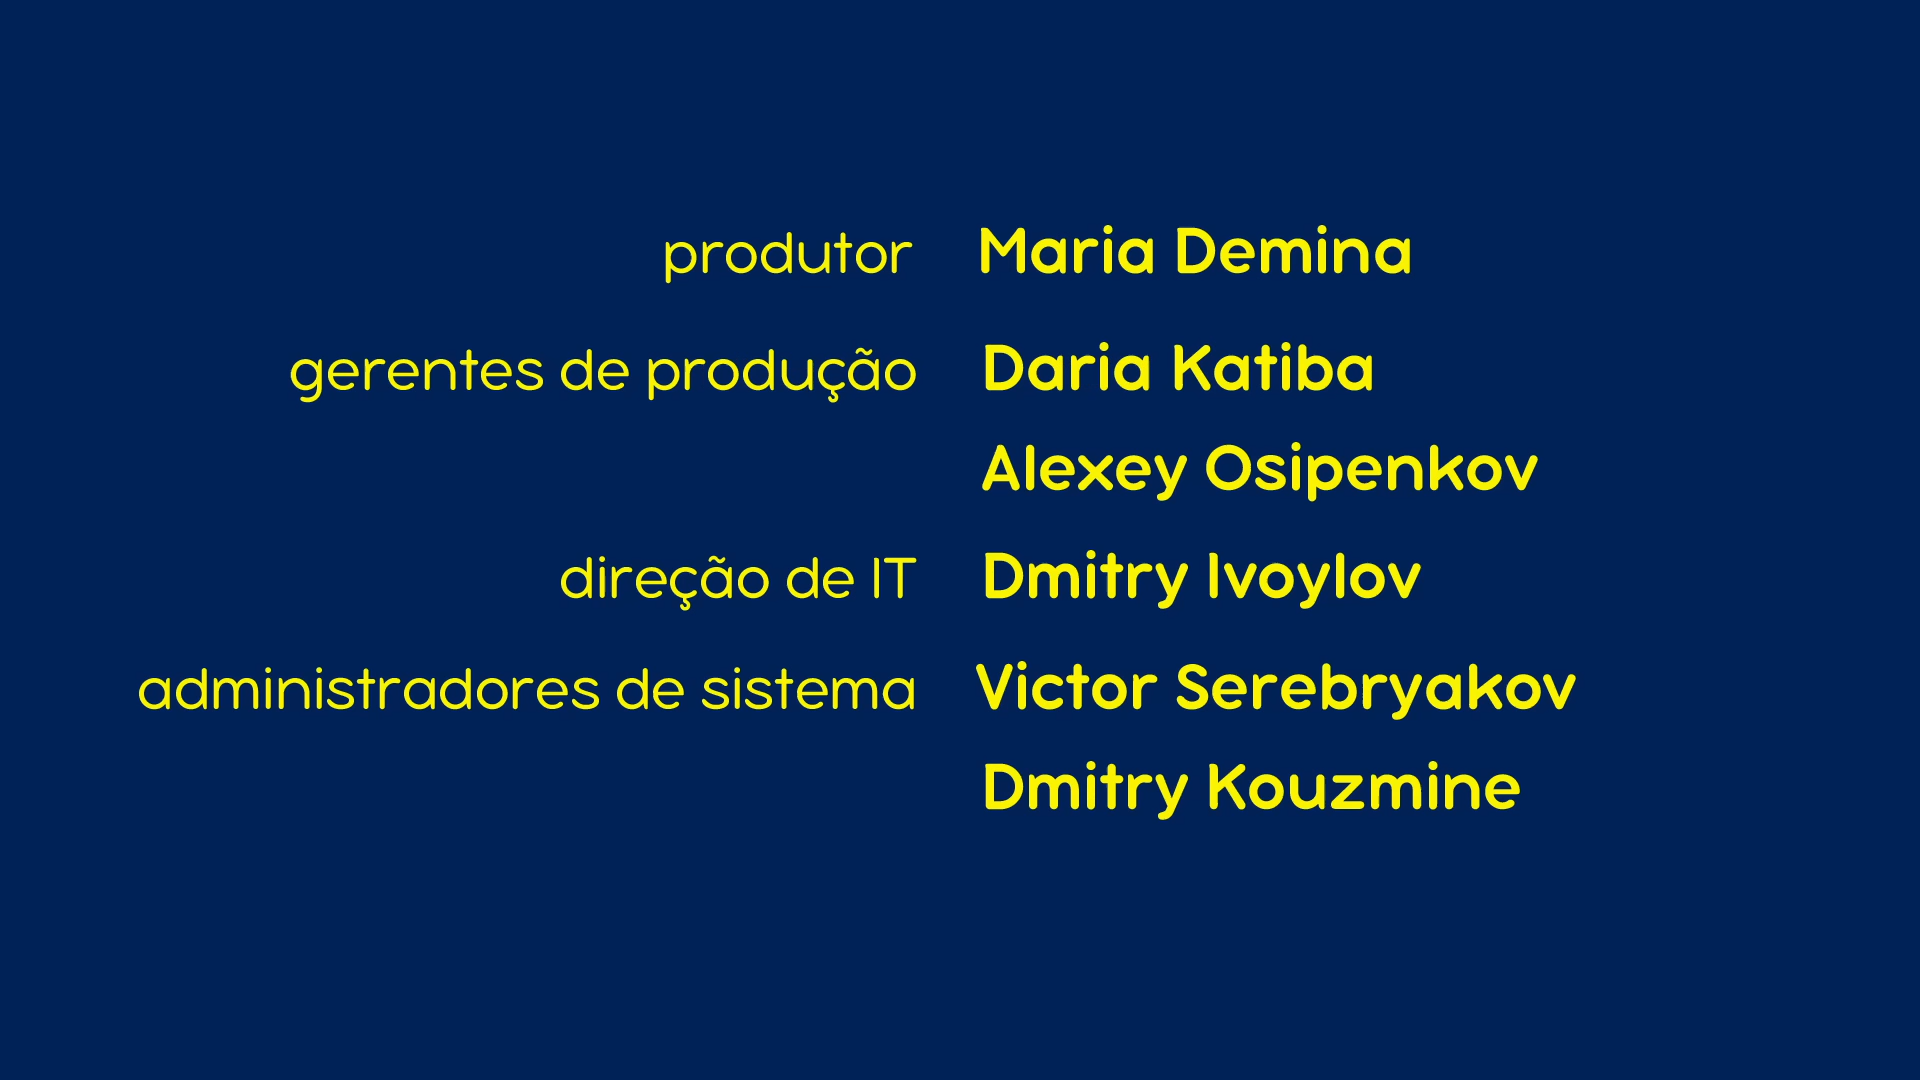 produtor Maria Demina
gerentes de produção Daria Katiba
Alexey Osipenkov
direção de IT Dmitry Ivoylov
administradores de sistema Victor Serebryakov
Dmitry Kouzmine